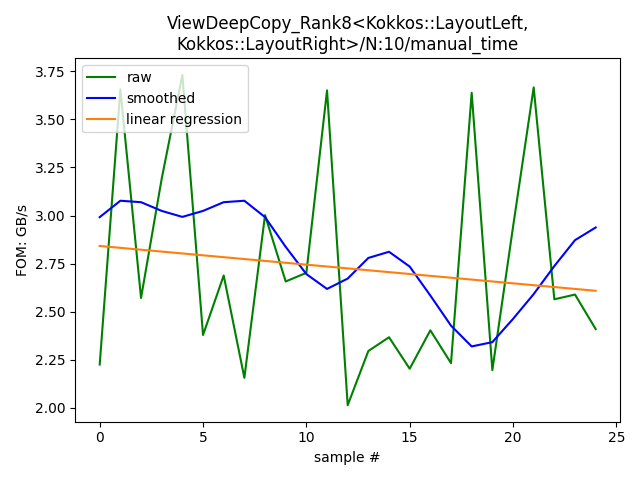 ViewDeepCopy_Rank8<Kokkos::LayoutLeft,
Kokkos::LayoutRight>/N:10/manual_time
raw
smoothed
linear regression
FOM: GB/s
3.75
3.50
3.25
3.00
2.75
2.50
2.25
2.00
0
5
10
15
20
25
sample #